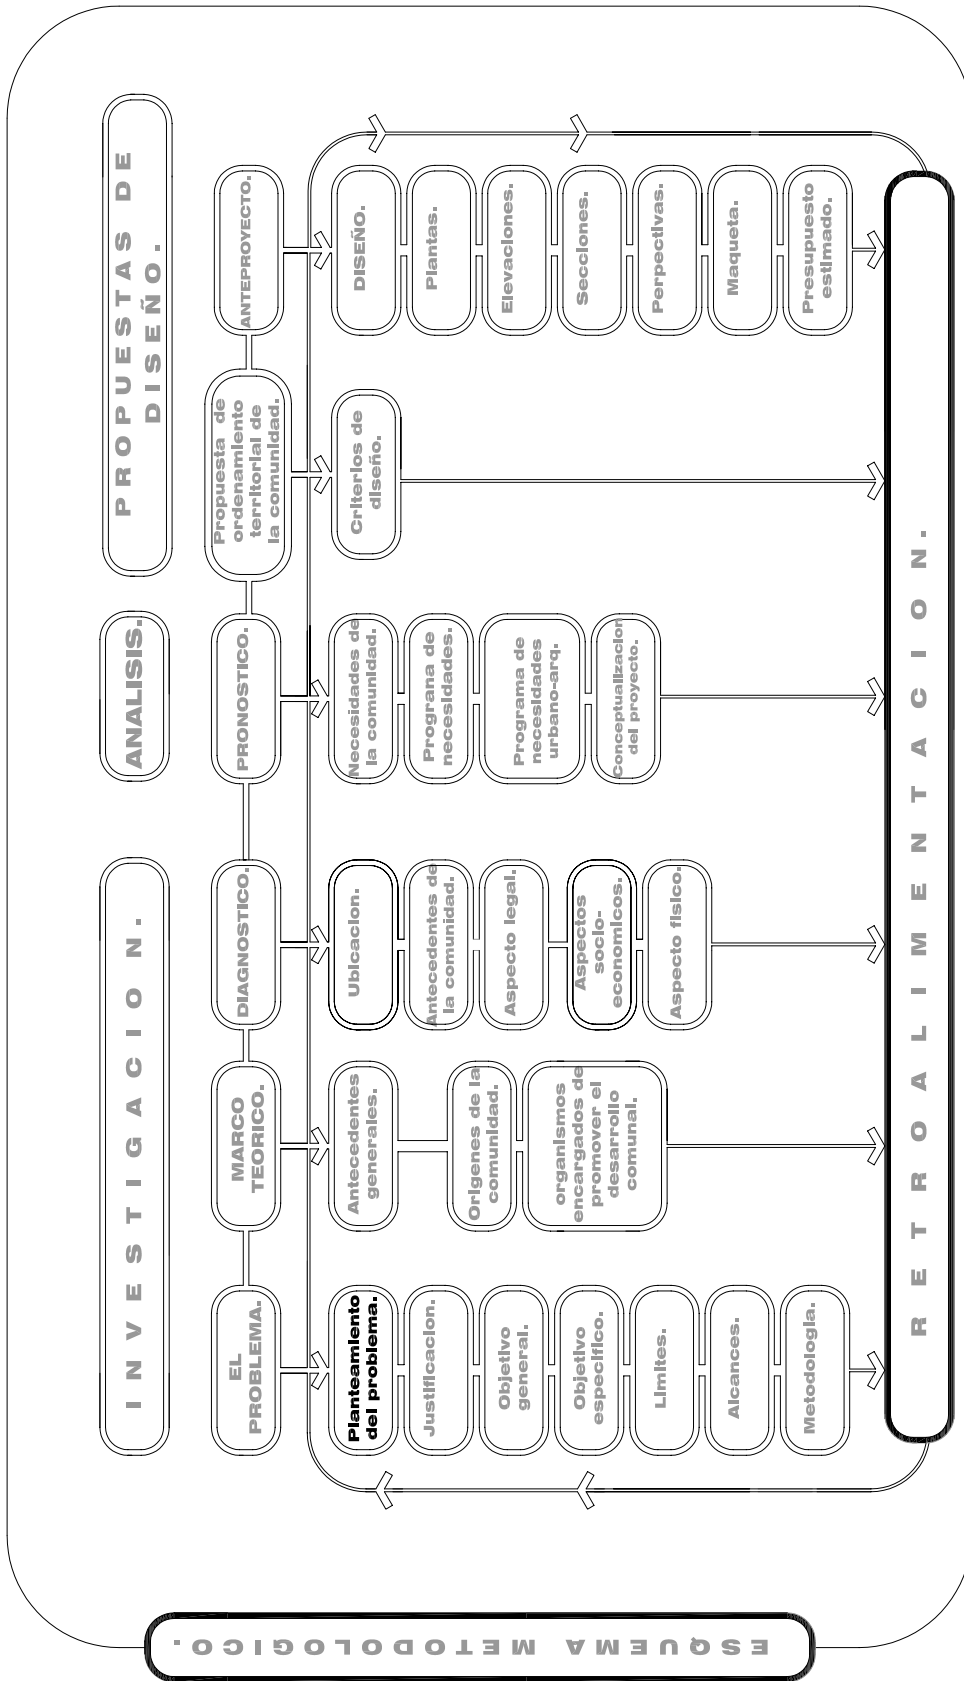 ESQUEMA METODOLOGICO.
INVESTIGACION.
ANALISIS.
PROPUESTAS DE
DISEÑO.
EL
PROBLEMA.
MARCO
TEORICO.
DIAGNOSTICO.
PRONOSTICO.
Propuesta de
ordenamiento
territorial de
la comunidad.
ANTEPROYECTO.
Planteamiento
del problema.
Justificacion.
Objetivo
general.
Objetivo
especifico.
Limites.
Alcances.
Metodologia.
Antecedentes
generales.
Origenes de la
comunidad.
organismos
encargados de
promover el
desarrollo
comunal.
Ubicacion.
Antecedentes de
la comunidad.
Aspecto legal.
Aspectos
socio-
economicos.
Aspecto fisico.
Necesidades de
la comunidad.
Programa de
necesidades.
Programa de
necesidades
urbano-arq.
Conceptualizacion
del proyecto.
Criterios de
diseño.
DISEÑO.
Plantas.
Elevaciones.
Secciones.
Perpectivas.
Maqueta.
Presupuesto
estimado.
RETROALIMENTACION.